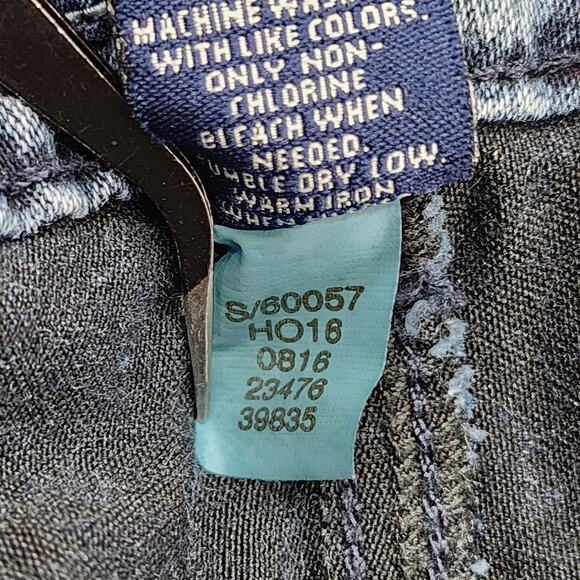 MACHINE WASH
WITH LIKE COLORS.
ONLY NON-
CHLORINE
BLEACH WHEN
NEEDED.
TUMBLE DRY LOW.
WARM IRON
S/60057
HO16
0816
23476
39835